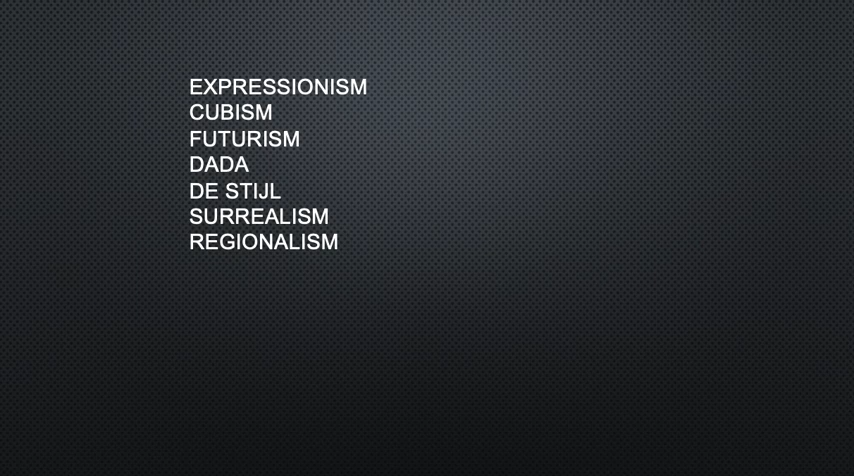 EXPRESSIONISM
CUBISM
FUTURISM
DADA
DE STIJL
SURREALISM
REGIONALISM